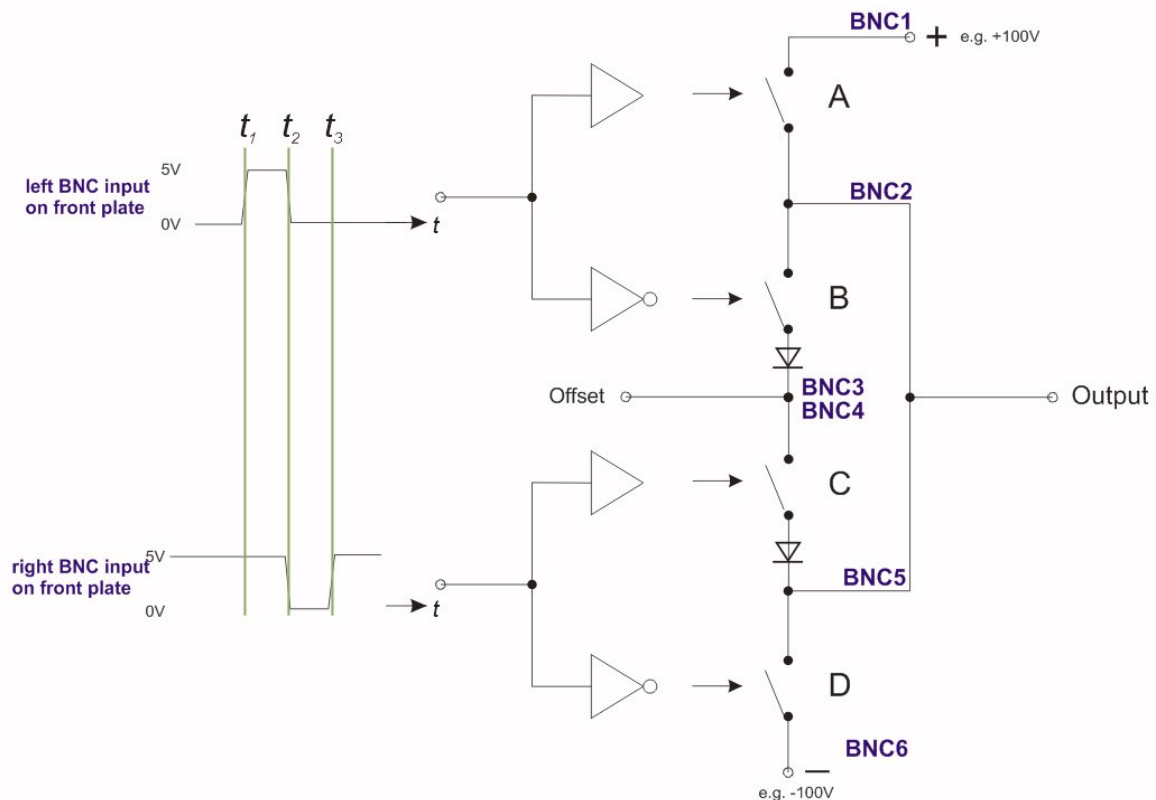 BNC1
+ e.g. +100V
A
t1 t2 t3
5V
left BNC input
on front plate
0V
t
BNC2
B
Offset
BNC3
BNC4
Output
C
5V
right BNC input
on front plate
0V
t
BNC5
D
BNC6
−
e.g. -100V